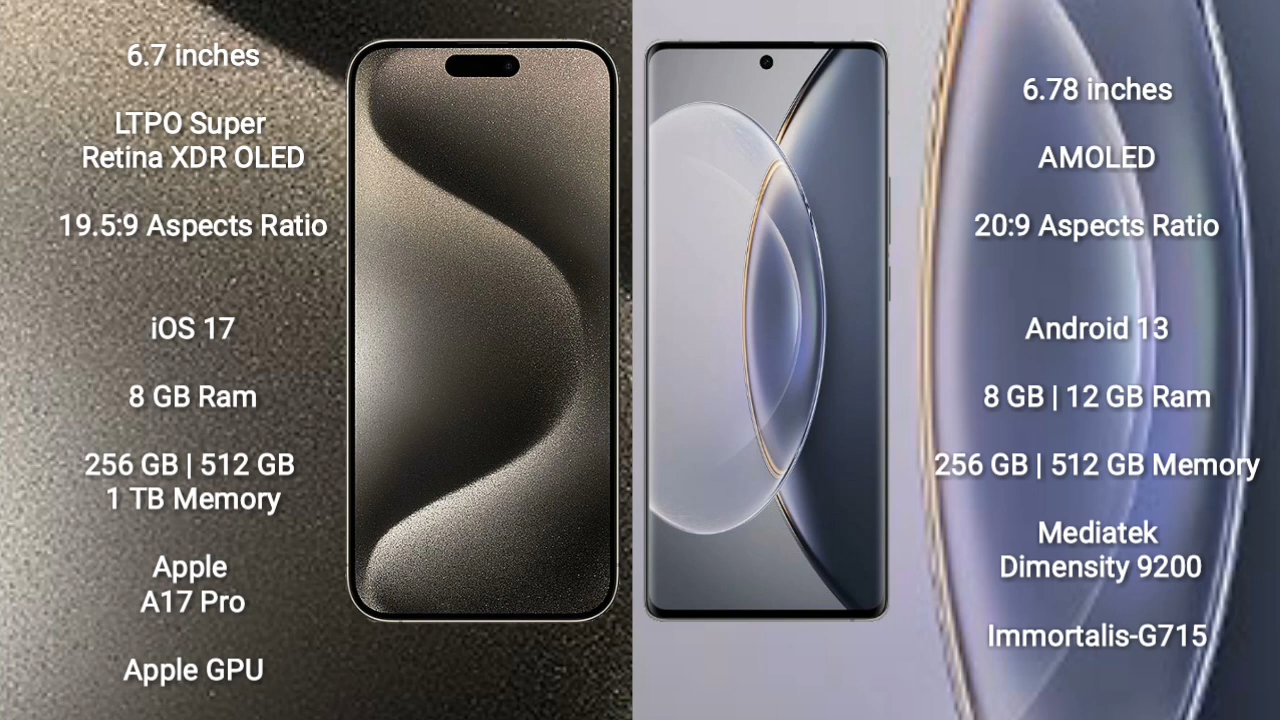 6.7 inches
LTPO Super
Retina XDR OLED
19.5:9 Aspects Ratio
iOS 17
8 GB Ram
256 GB | 512 GB
1 TB Memory
Apple
A17 Pro
Apple GPU
6.78 inches
AMOLED
20:9 Aspects Ratio
Android 13
8 GB | 12 GB Ram
256 GB | 512 GB Memory
Mediatek
Dimensity 9200
Immortalis-G715